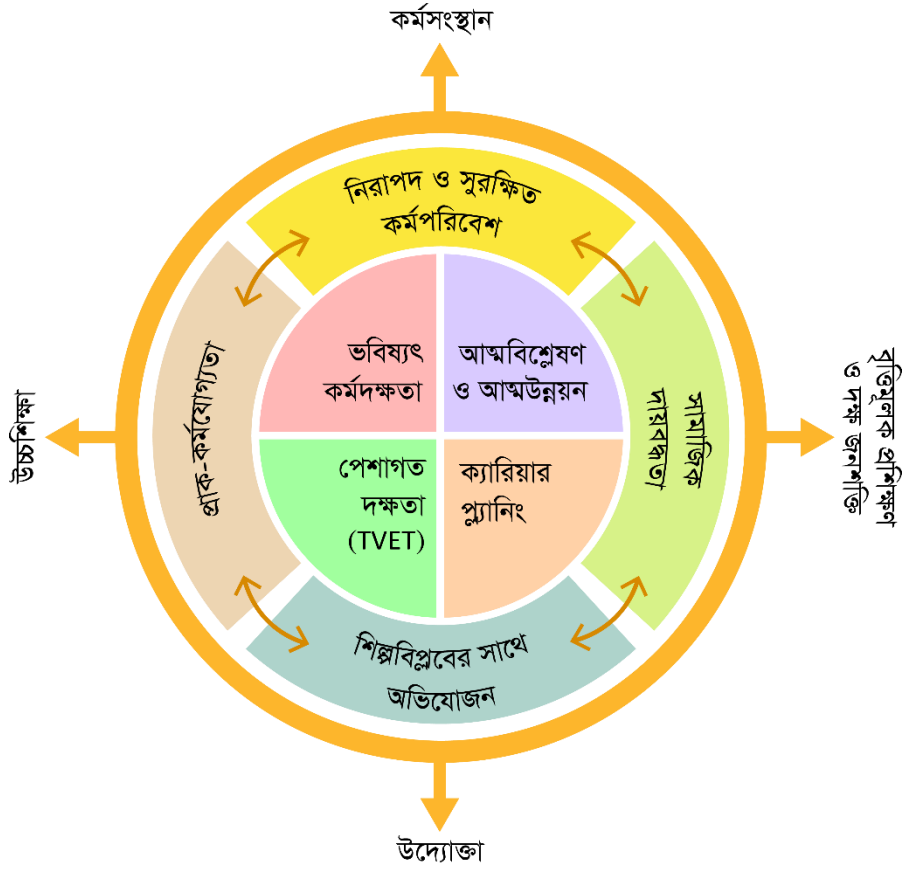 কর্মসংস্থান
নিরাপদ ও সুরক্ষিত
কর্মপরিবেশ
প্রাক-কর্মযোগ্যতা
ভবিষ্যৎ
কর্মদক্ষতা
আত্মবিশ্লেষণ
ও আত্মউন্নয়ন
সামাজিক
দায়বদ্ধতা
উচ্চশিক্ষা
বৃত্তিমূলক প্রশিক্ষণ
ও দক্ষ জনশক্তি
পেশাগত
দক্ষতা
(TVET)
ক্যারিয়ার
প্ল্যানিং
শিল্পবিপ্লবের সাথে
অভিযোজন
উদ্যোক্তা